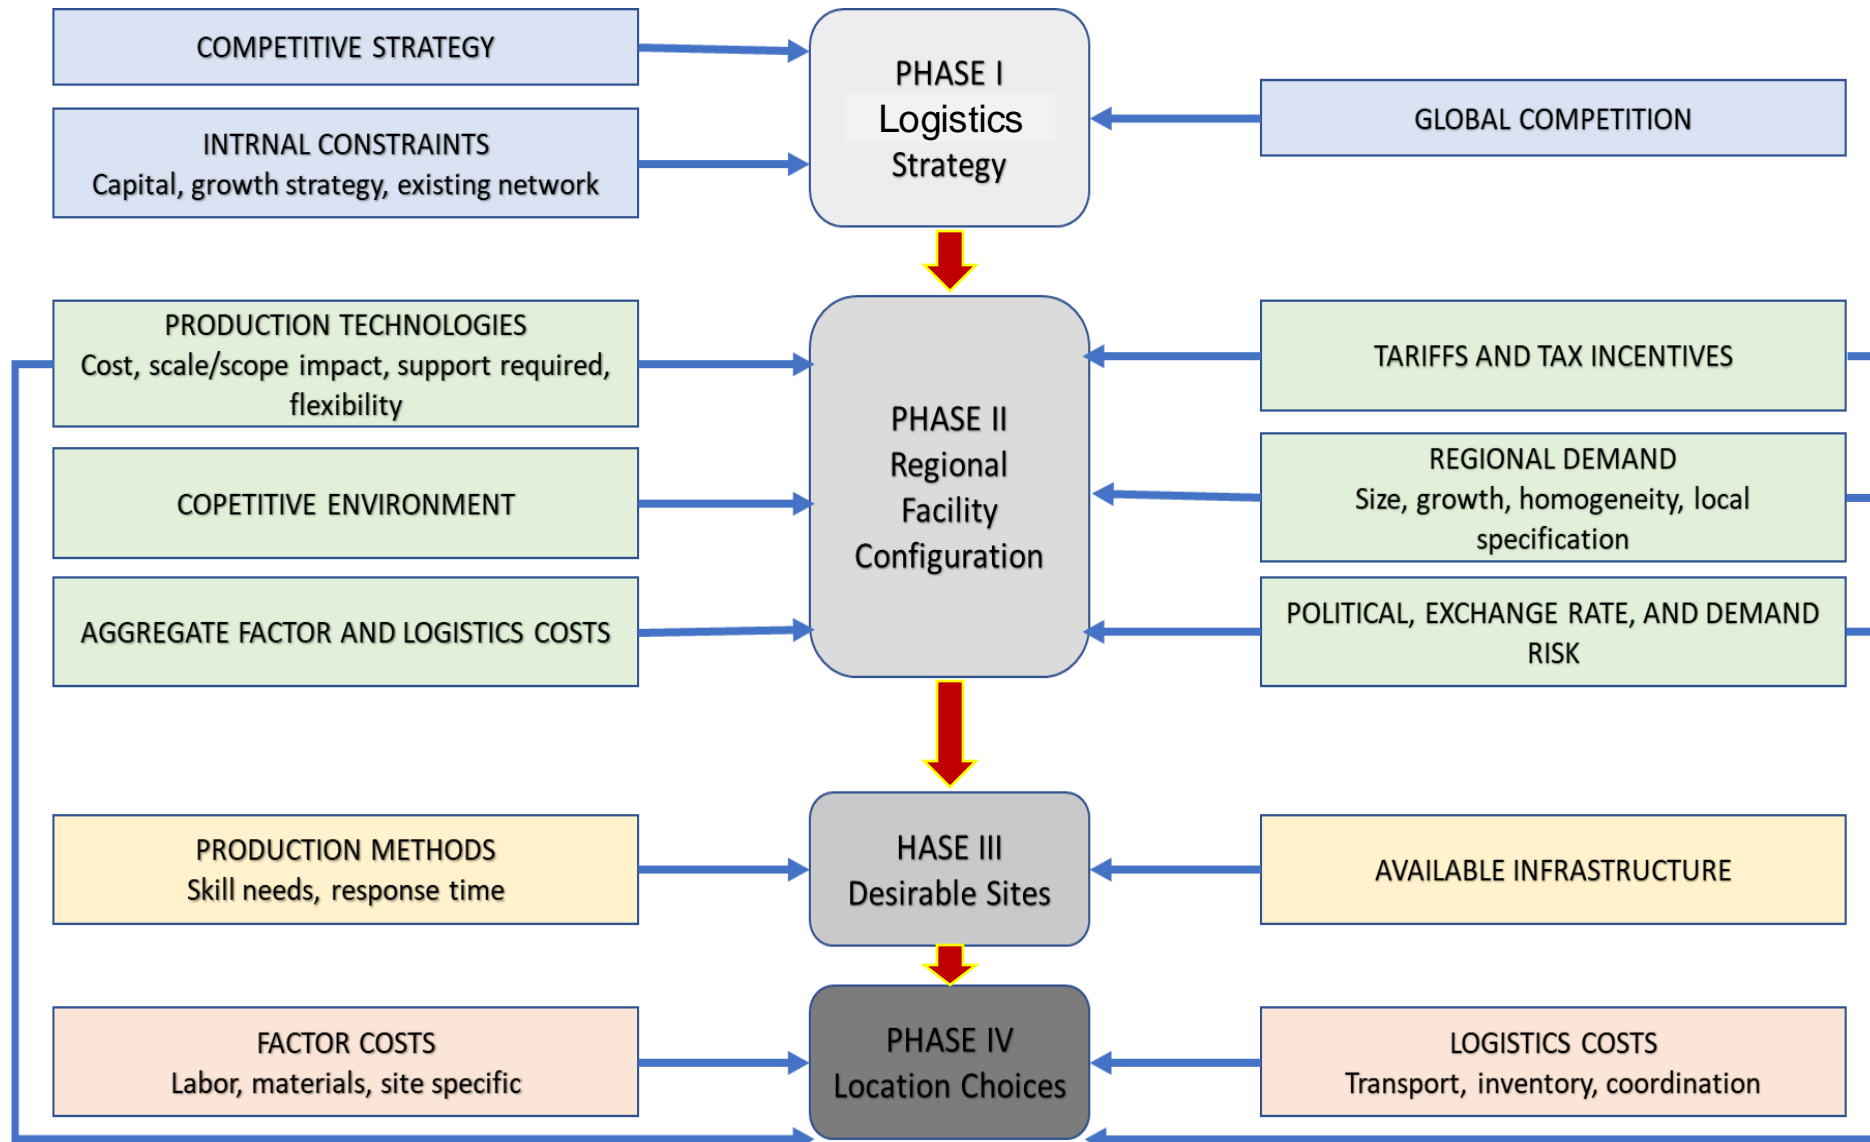 COMPETITIVE STRATEGY
PHASE I
Logistics
Strategy
GLOBAL COMPETITION
INTRNAL CONSTRAINTS
Capital, growth strategy, existing network
PRODUCTION TECHNOLOGIES
Cost, scale/scope impact, support required,
flexibility
TARIFFS AND TAX INCENTIVES
PHASE II
Regional
Facility
Configuration
COPETITIVE ENVIRONMENT
REGIONAL DEMAND
Size, growth, homogeneity, local
specification
AGGREGATE FACTOR AND LOGISTICS COSTS
POLITICAL, EXCHANGE RATE, AND DEMAND
RISK
PRODUCTION METHODS
Skill needs, response time
HASE III
Desirable Sites
AVAILABLE INFRASTRUCTURE
FACTOR COSTS
Labor, materials, site specific
PHASE IV
Location Choices
LOGISTICS COSTS
Transport, inventory, coordination